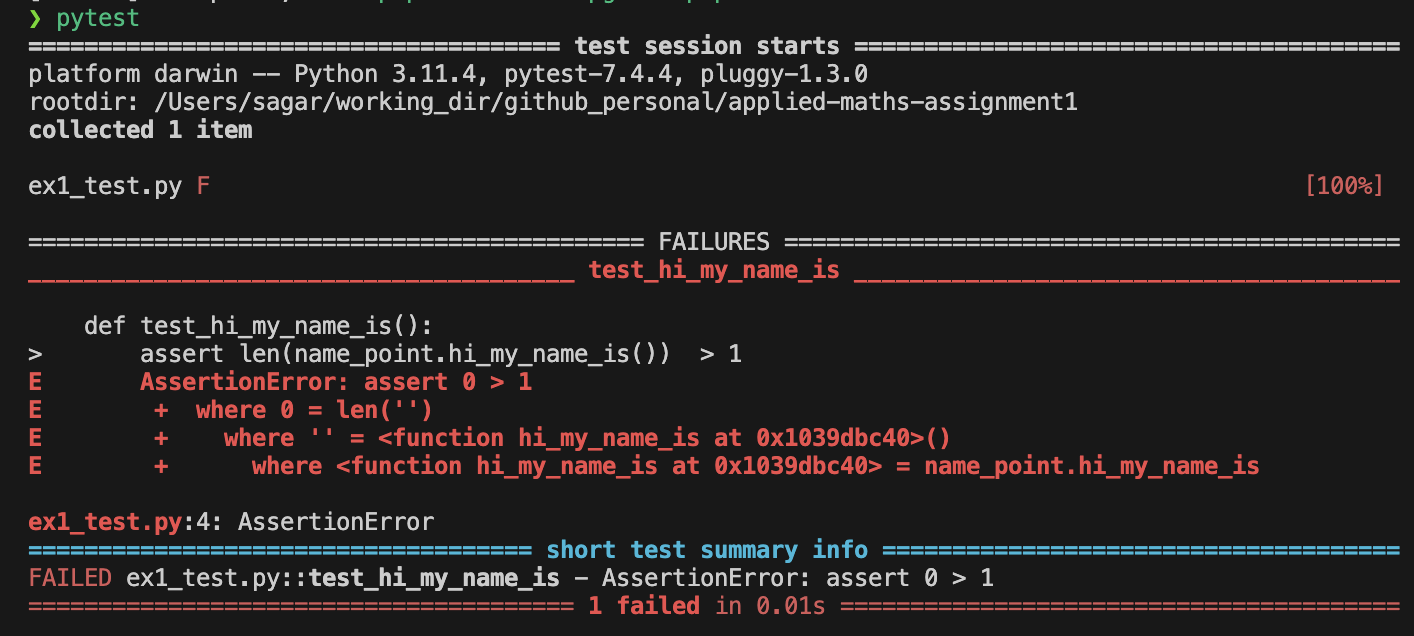 ❯ pytest
====================================== test session starts =======================================
platform darwin -- Python 3.11.4, pytest-7.4.4, pluggy-1.3.0
rootdir: /Users/sagar/working_dir/github_personal/applied-maths-assignment1
collected 1 item

ex1_test.py F                                                                              [100%]

============================================ FAILURES ============================================
_______________________________________ test_hi_my_name_is _______________________________________

    def test_hi_my_name_is():
>       assert len(name_point.hi_my_name_is())  > 1
E       AssertionError: assert 0 > 1
E        +  where 0 = len('')
E        +    where '' = <function hi_my_name_is at 0x1039dbc40>()
E        +      where <function hi_my_name_is at 0x1039dbc40> = name_point.hi_my_name_is

ex1_test.py:4: AssertionError
==================================== short test summary info =====================================
FAILED ex1_test.py::test_hi_my_name_is - AssertionError: assert 0 > 1
======================================= 1 failed in 0.01s ========================================